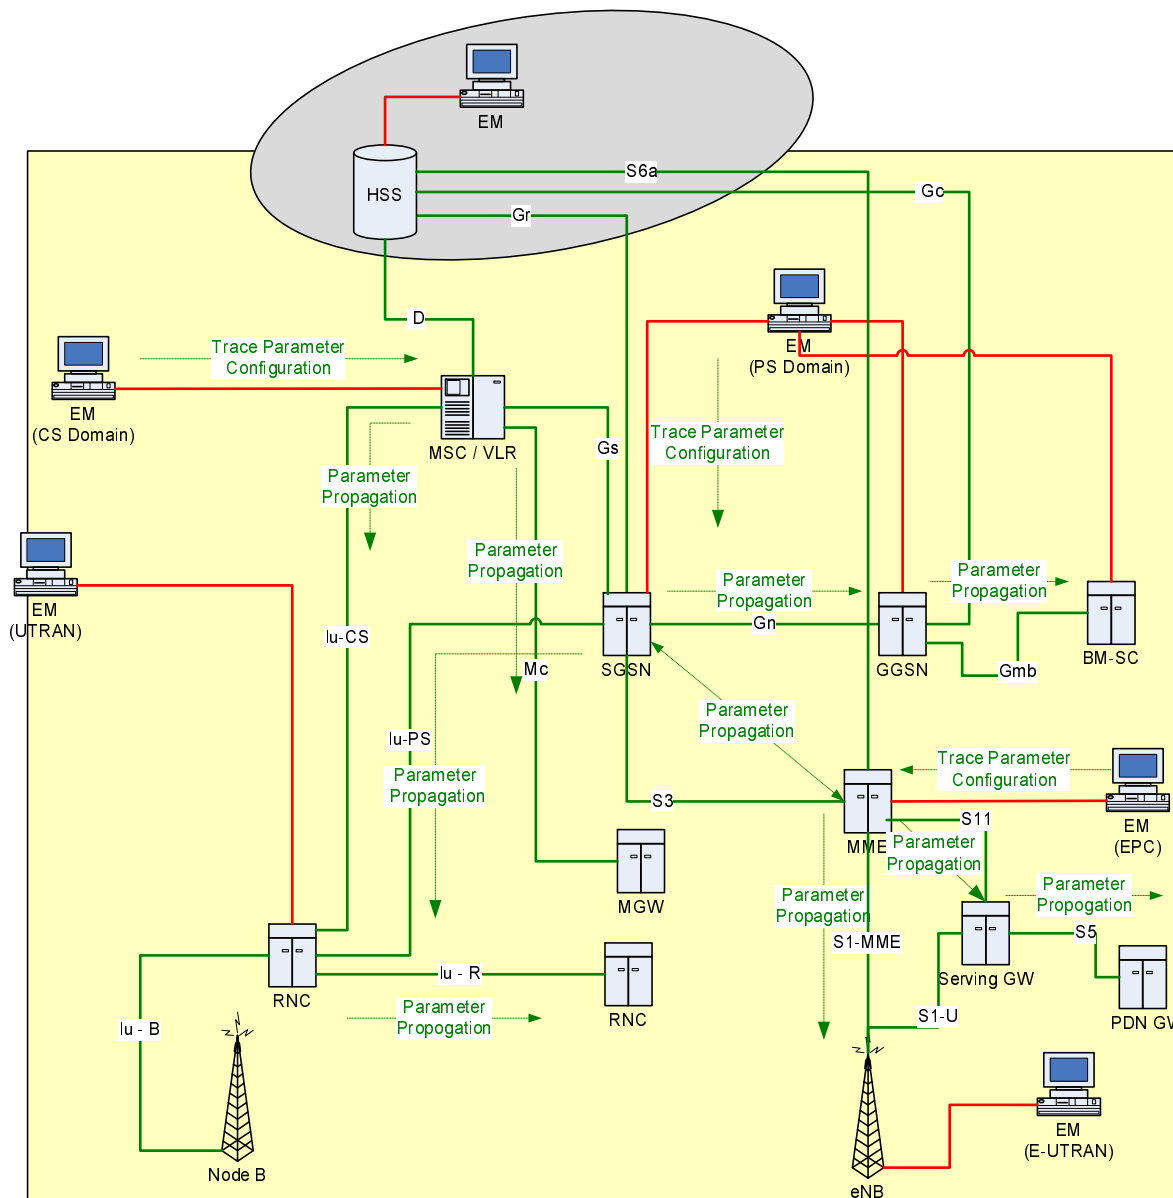 EM
HSS
S6a
Gc
Gr
D
EM
(PS Domain)
Trace Parameter
Configuration
EM
(CS Domain)
MSC / VLR
Gs
Trace Parameter
Configuration
Parameter
Propagation
Parameter
Propagation
Parameter
Propagation
Parameter
Propagation
EM
(UTRAN)
Iu-CS
SGSN
Gn
GGSN
Gmb
BM-SC
Mc
Iu-PS
Parameter
Propagation
Parameter
Propagation
Trace Parameter
Configuration
S3
MME
S11
EM
(EPC)
Parameter
Propagation
MGW
Parameter
Propagation
Parameter
Propogation
S1-MME
S5
Serving GW
RNC
Iu - R
RNC
Parameter
Propogation
S1-U
PDN GW
Iu - B
Node B
EM
(E-UTRAN)
eNB